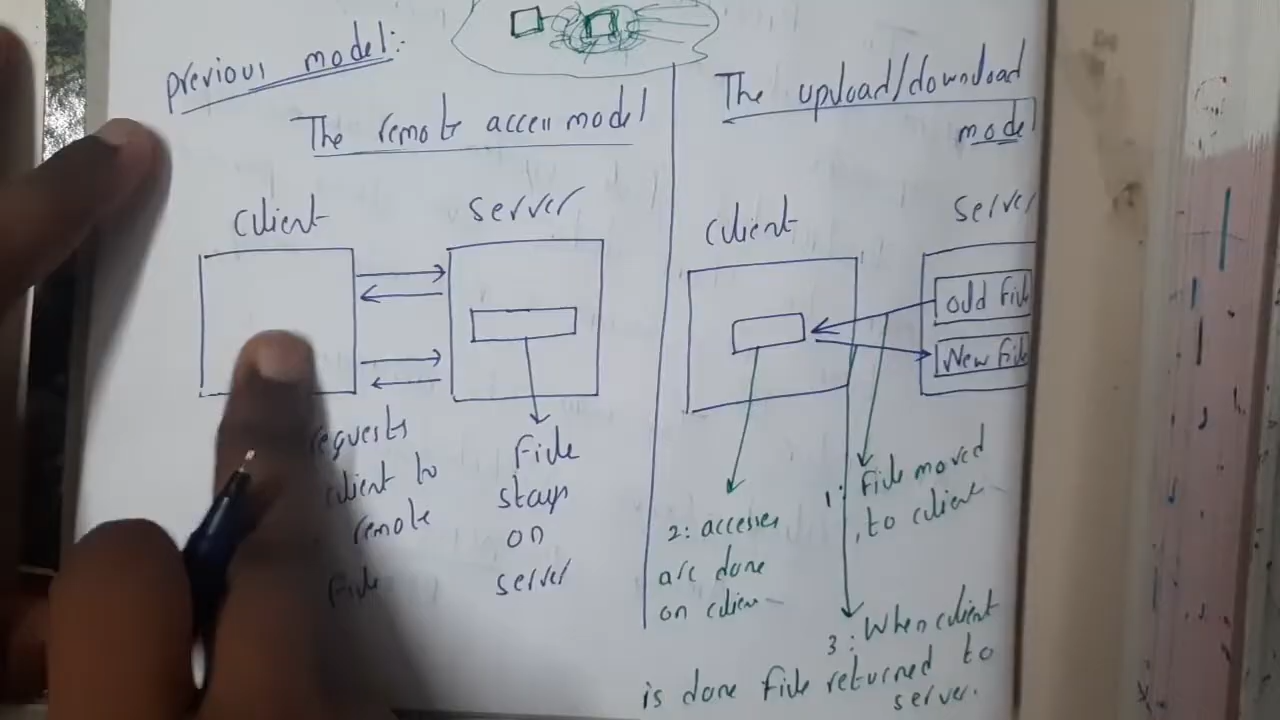 previous model:
The remote access model
client
server
requests
client to
remote
File
File
stays
on
server
The upload/download
model
client
server
Old File
New File
2: accesses
are done
on client
1: File moved
to client
3: When client
is done File returned to
server.